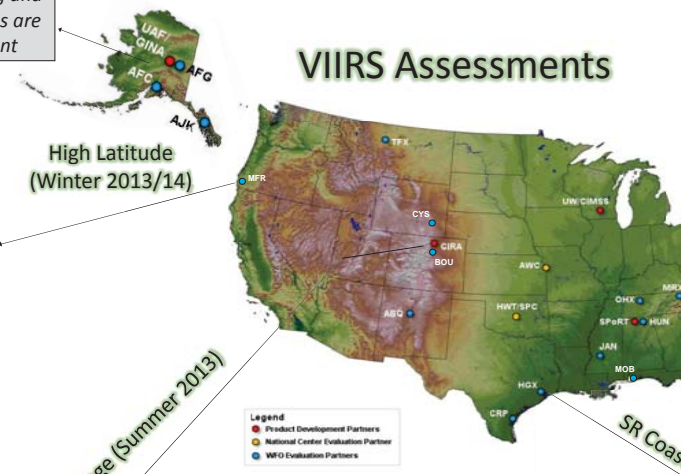 g and
s are
nt
UAF/
GINA
AFG
AFC
AJK
VIIRS Assessments
High Latitude
(Winter 2013/14)
MFR
TFX
UW/CIMSS
CYS
CIRA
BOU
AWC
MRX
OHX
HWT/SPC
ABQ
SPoRT
HUN
JAN
MOB
HGX
CRP
ge (Summer 2013)
SR Coas
Legend
Product Development Partners
National Center Evaluation Partner
WFO Evaluation Partners